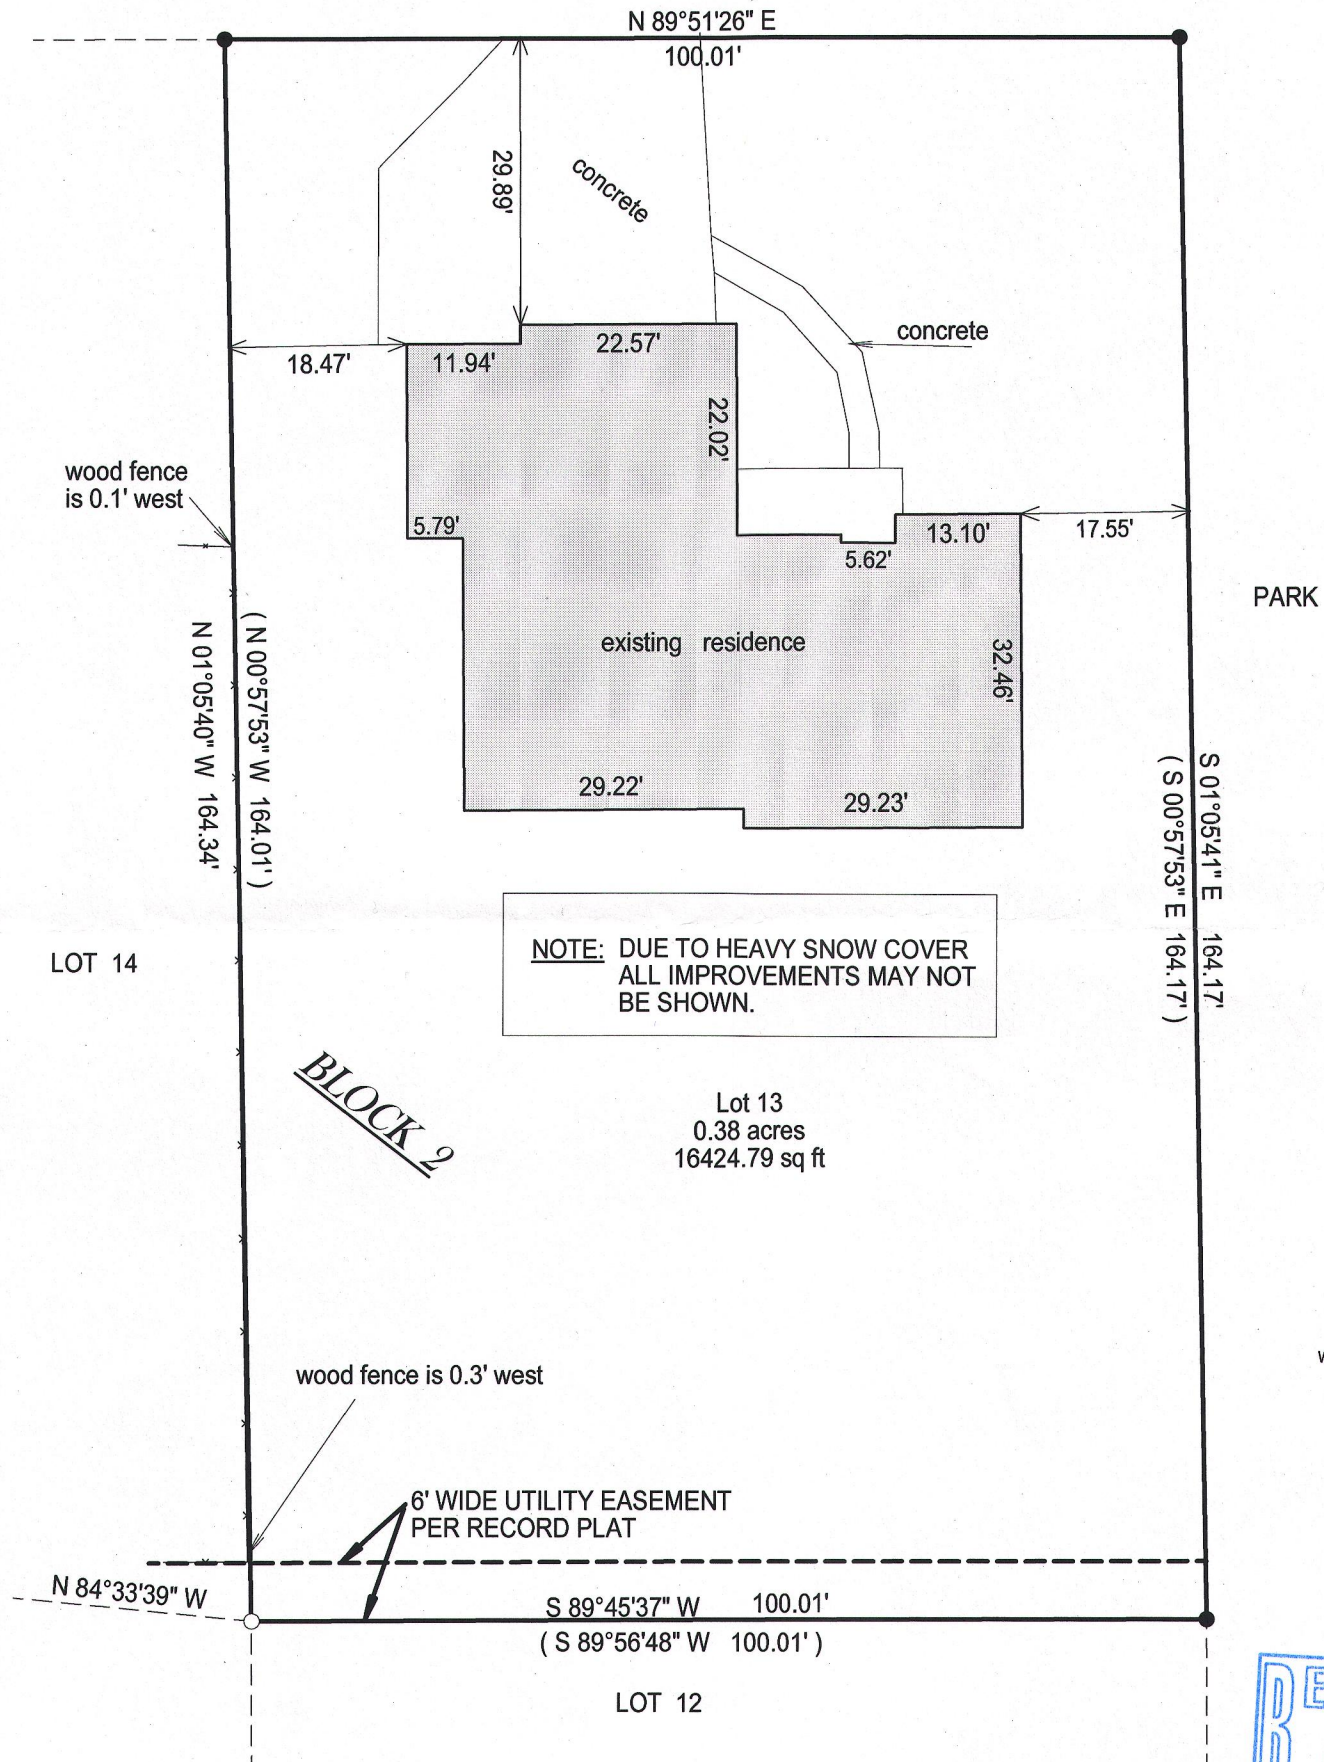 N 89°51'26" E
100.01'
29.89'
concrete
concrete
18.47'
11.94'
22.57'
22.02'
wood fence
is 0.1' west
5.79'
5.62'
13.10'
17.55'
PARK
existing residence
32.46'
( N 00°57'53" W 164.01' )
N 01°05'40" W 164.34'
29.22'
29.23'
S 01°05'41" E 164.17'
( S 00°57'53" E 164.17' )
NOTE: DUE TO HEAVY SNOW COVER
ALL IMPROVEMENTS MAY NOT
BE SHOWN.
LOT 14
BLOCK 2
Lot 13
0.38 acres
16424.79 sq ft
wood fence is 0.3' west
6' WIDE UTILITY EASEMENT
PER RECORD PLAT
N 84°33'39" W
S 89°45'37" W 100.01'
( S 89°56'48" W 100.01' )
LOT 12